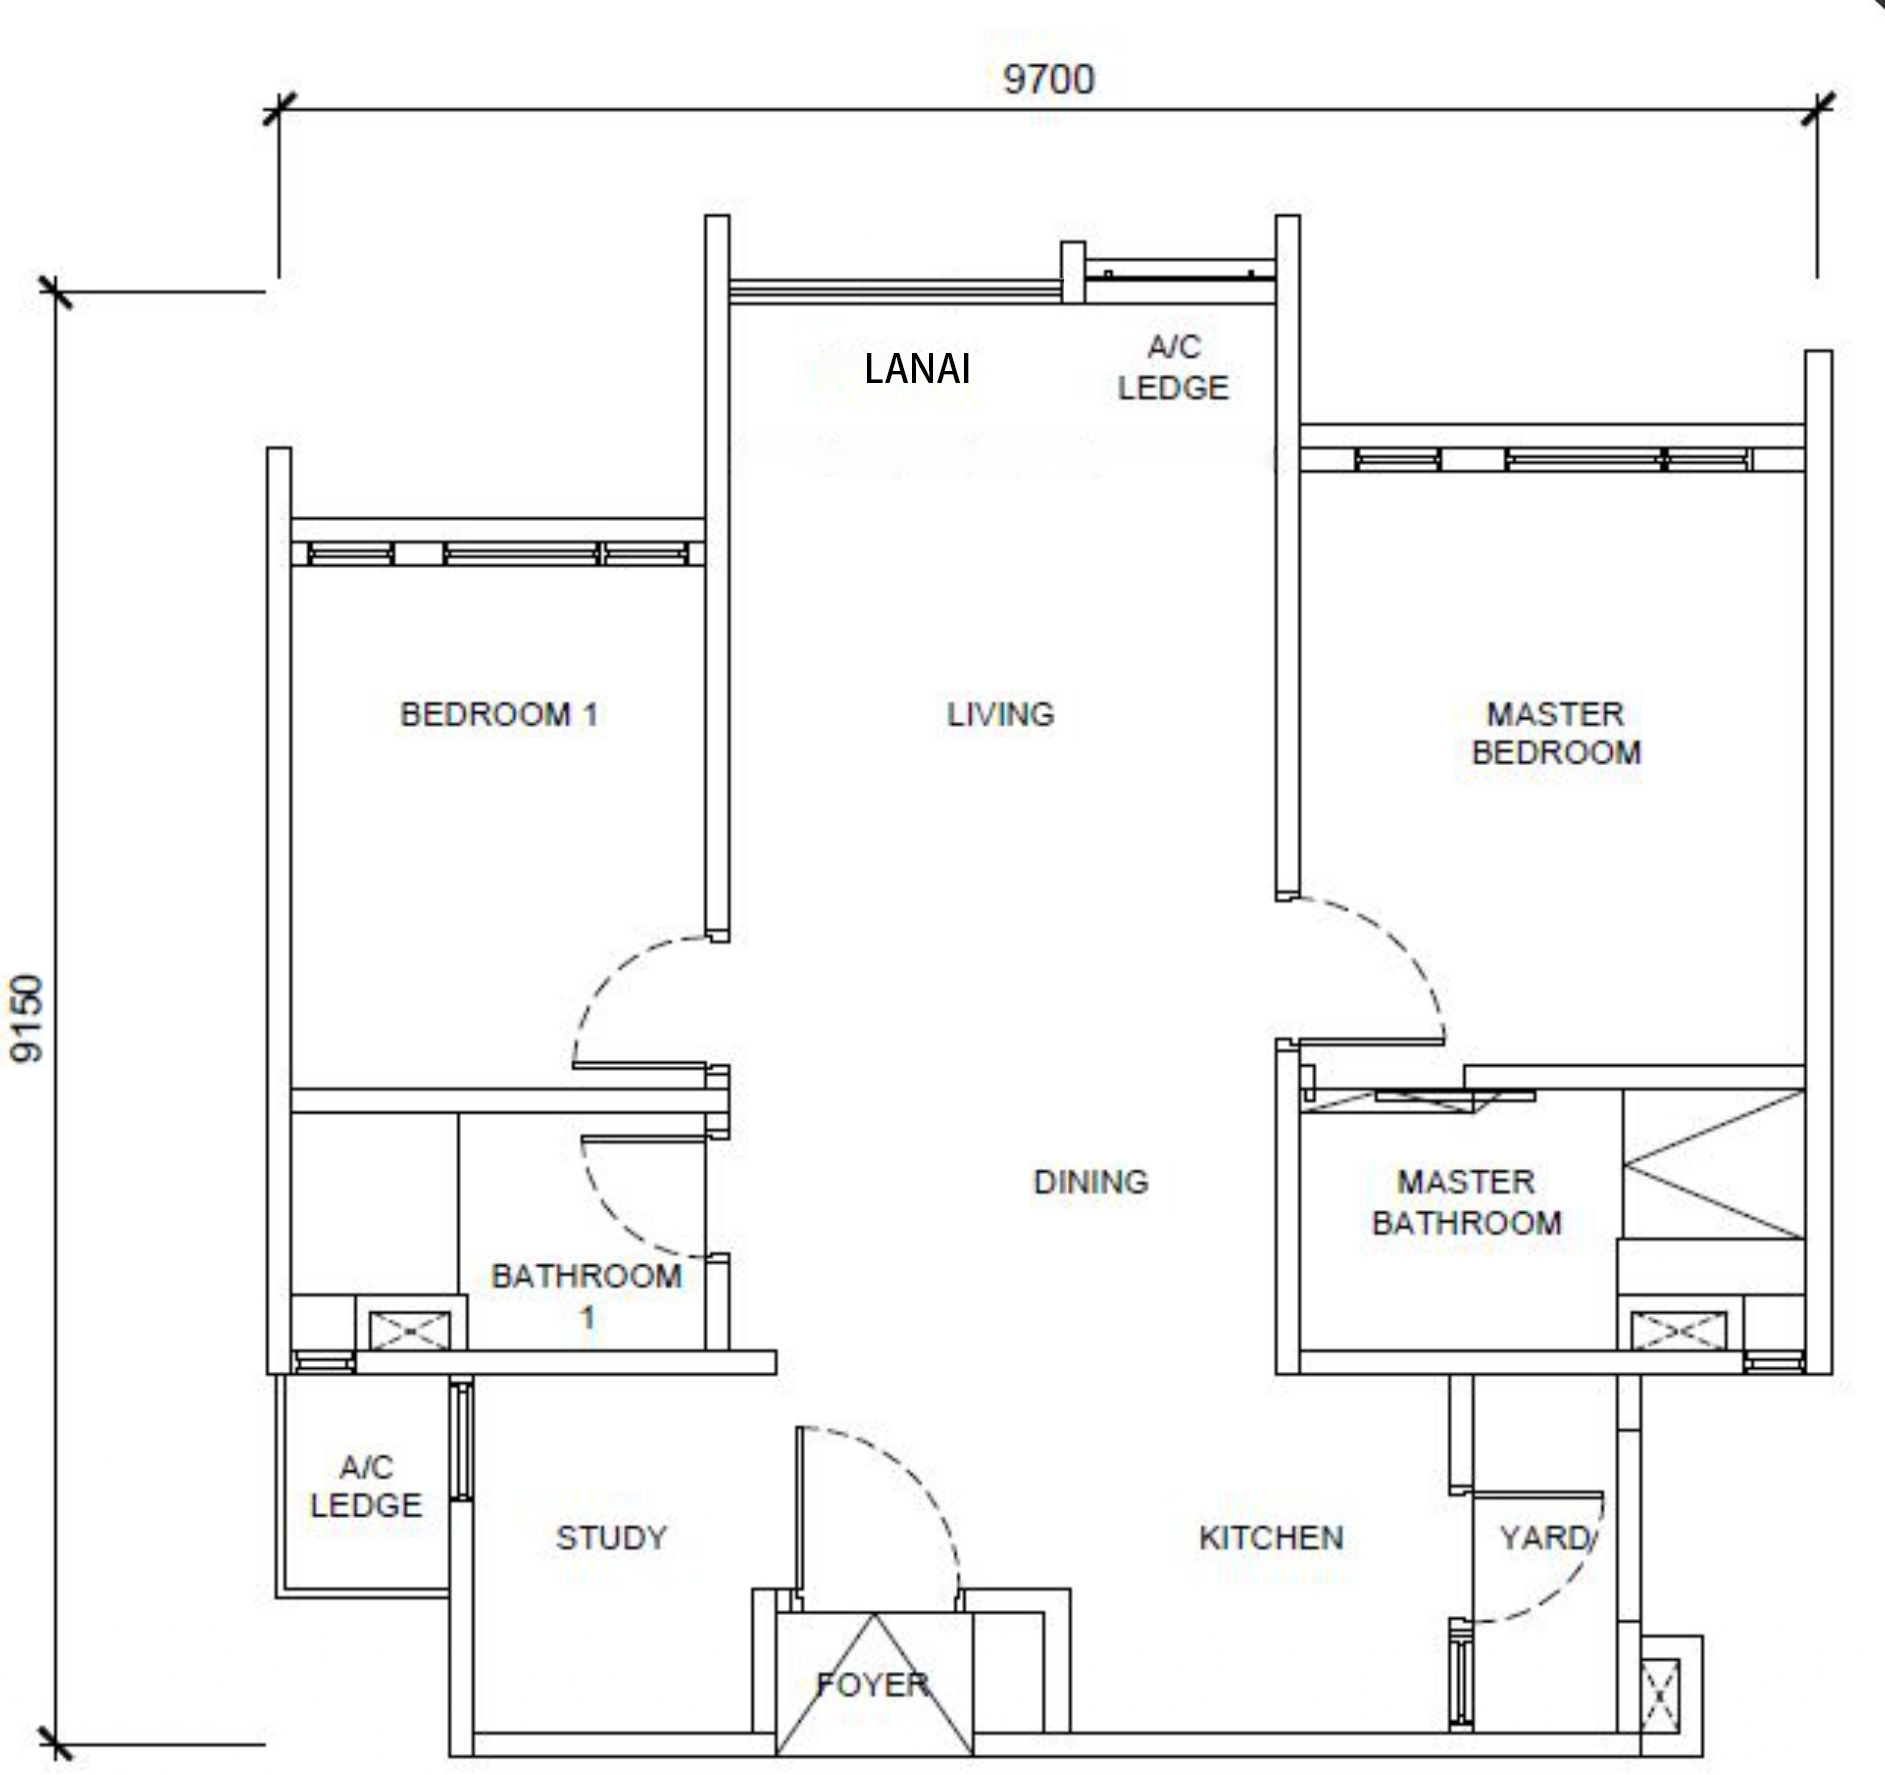 9700
LANAI
A/C
LEDGE
BEDROOM 1
LIVING
MASTER
BEDROOM
9150
DINING
MASTER
BATHROOM
BATHROOM
1
A/C
LEDGE
STUDY
KITCHEN
YARD
FOYER